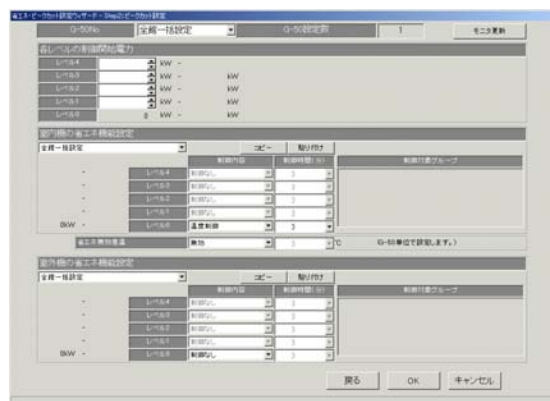 省エネ・ピークカット設定ウィザード - Step2:ピークカット設定
G-50No 全館一括設定 G-50設定数 1 モニタ更新
各レベルの制御開始電力
レベル4 kW -
レベル3 kW - kW
レベル2 kW - kW
レベル1 kW - kW
レベル0 0 kW - kW
室内機の省エネ機能設定
全館一括設定 コピー 貼り付け
制御内容 制御時間(分) 制御対象グループ
- レベル4 制御なし 3
- レベル3 制御なし 3
- レベル2 制御なし 3
- レベル1 制御なし 3
0kW - レベル0 温度制御 3
省エネ無効室温 無効 3 ℃ (G-50単位で設定します。)
室外機の省エネ機能設定
全館一括設定 コピー 貼り付け
制御内容 制御時間(分) 制御対象グループ
- レベル4 制御なし 3
- レベル3 制御なし 3
- レベル2 制御なし 3
- レベル1 制御なし 3
0kW - レベル0 制御なし 3
戻る OK キャンセル